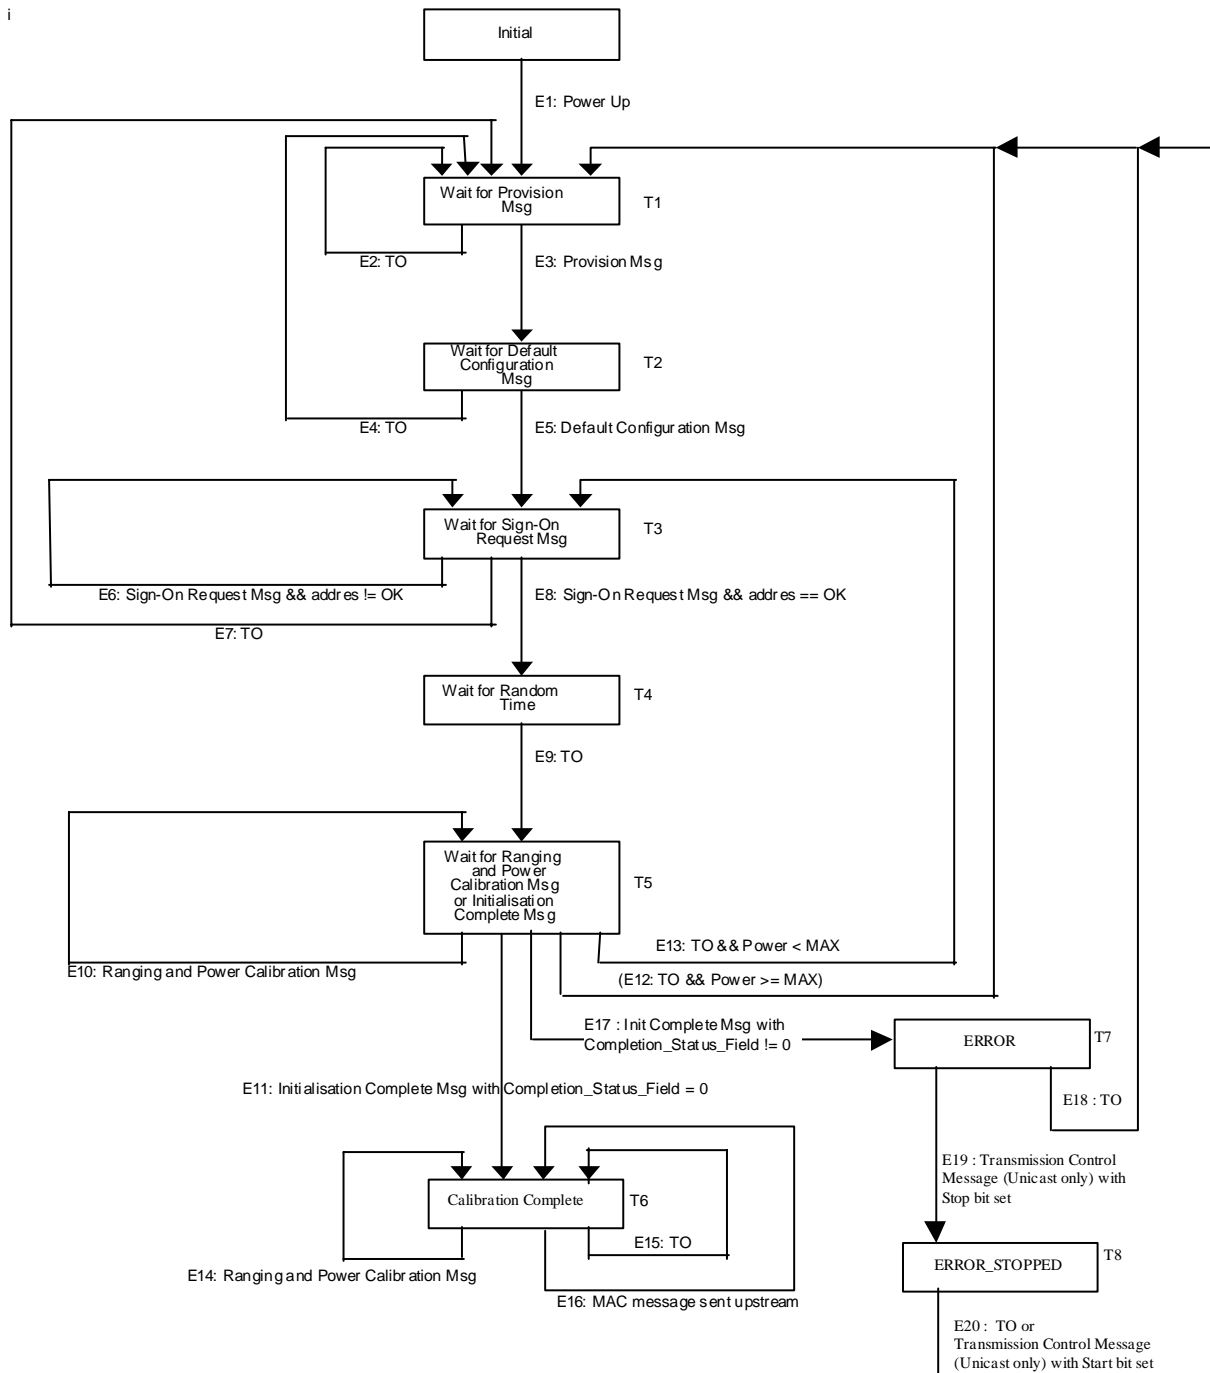 i
Initial
E1: Power Up
Wait for Provision
Msg
T1
E2: TO
E3: Provision Msg
Wait for Default
Configuration
Msg
T2
E4: TO
E5: Default Configuration Msg
Wait for Sign-On
Request Msg
T3
E6: Sign-On Request Msg && addres != OK
E8: Sign-On Request Msg && addres == OK
E7: TO
Wait for Random
Time
T4
E9: TO
Wait for Ranging
and Power
Calibration Msg
or Initialisation
Complete Msg
T5
E13: TO && Power < MAX
E10: Ranging and Power Calibration Msg
(E12: TO && Power >= MAX)
E17 : Init Complete Msg with
Completion_Status_Field != 0
ERROR
T7
E11: Initialisation Complete Msg with Completion_Status_Field = 0
E18 : TO
E19 : Transmission Control
Message (Unicast only) with
Stop bit set
Calibration Complete
T6
E15: TO
E14: Ranging and Power Calibration Msg
E16: MAC message sent upstream
ERROR_STOPPED
T8
E20 : TO or
Transmission Control Message
(Unicast only) with Start bit set